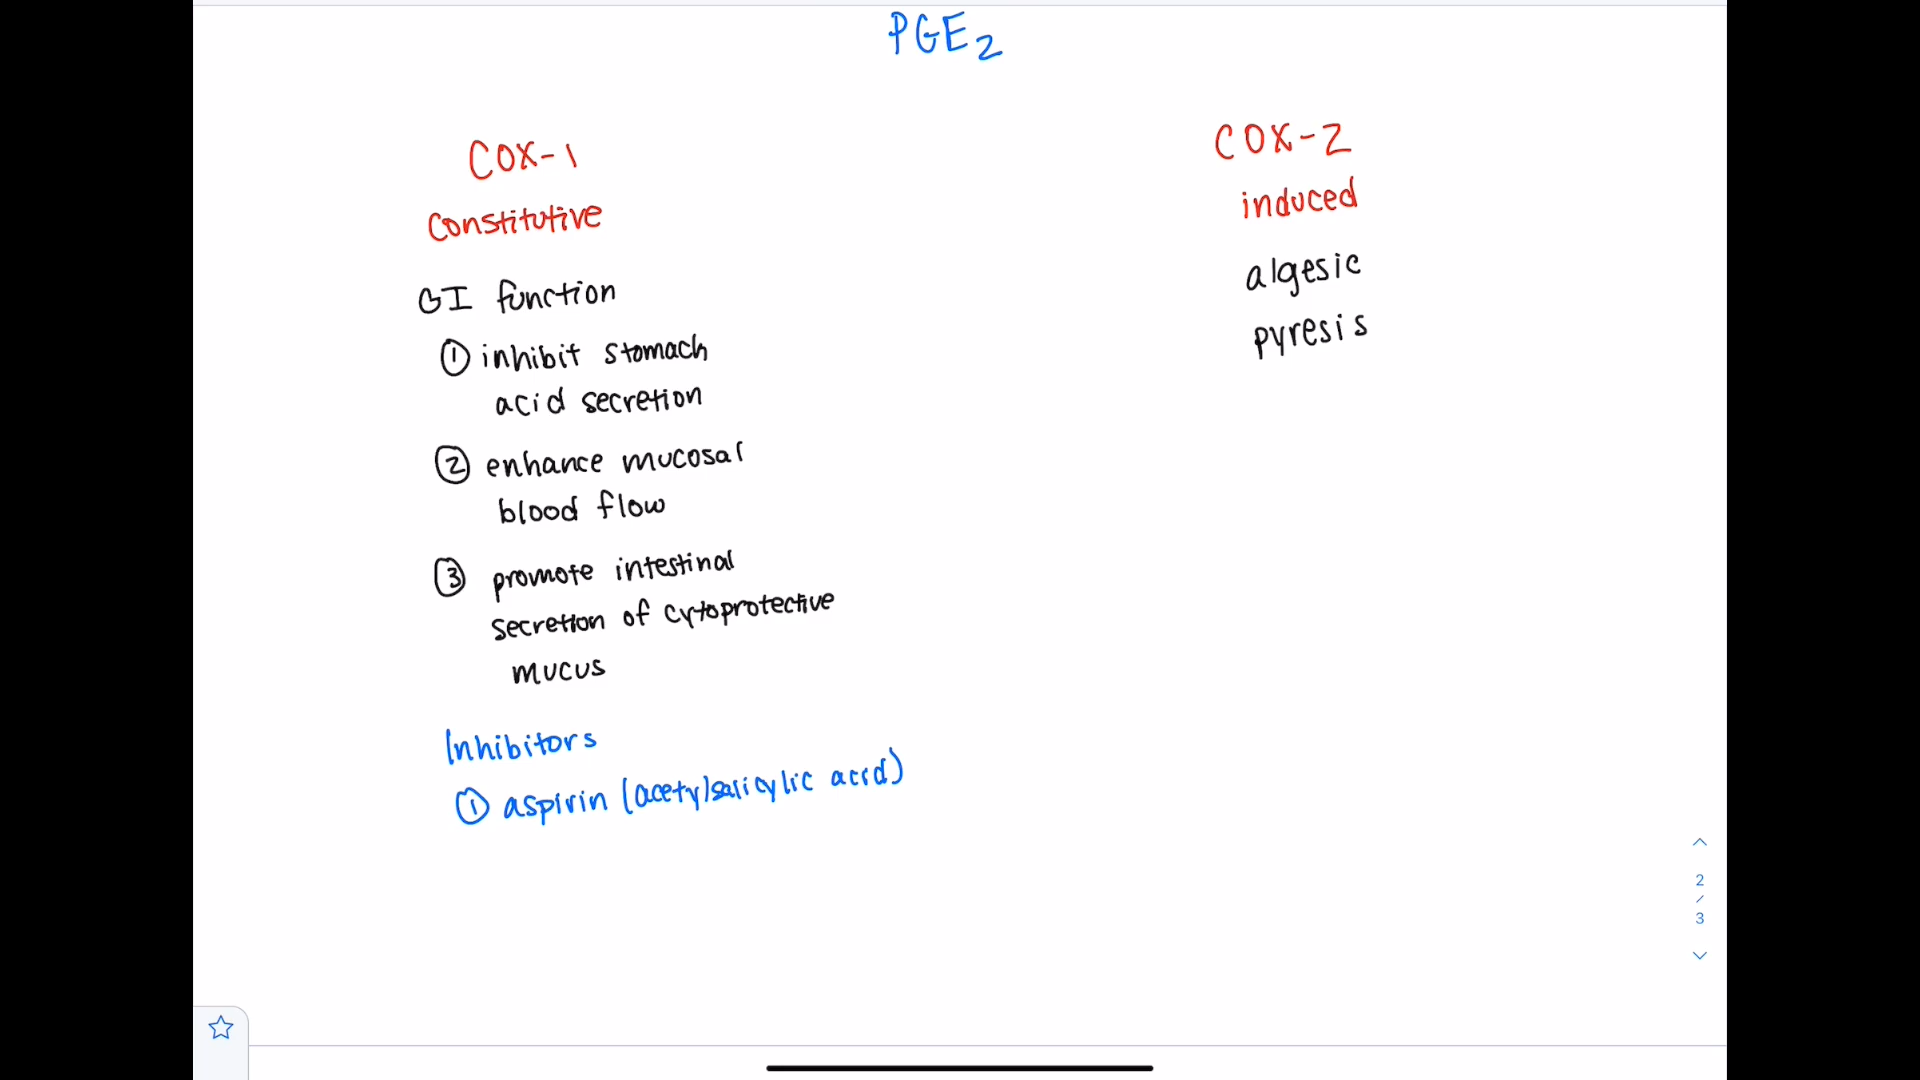 PGE2
COX-1
Constitutive
GI function
① inhibit stomach
acid secretion
② enhance mucosal
blood flow
③ promote intestinal
secretion of cytoprotective
mucus
Inhibitors
① aspirin (acetylsalicylic acid)
COX-2
induced
algesic
pyresis
2
/
3